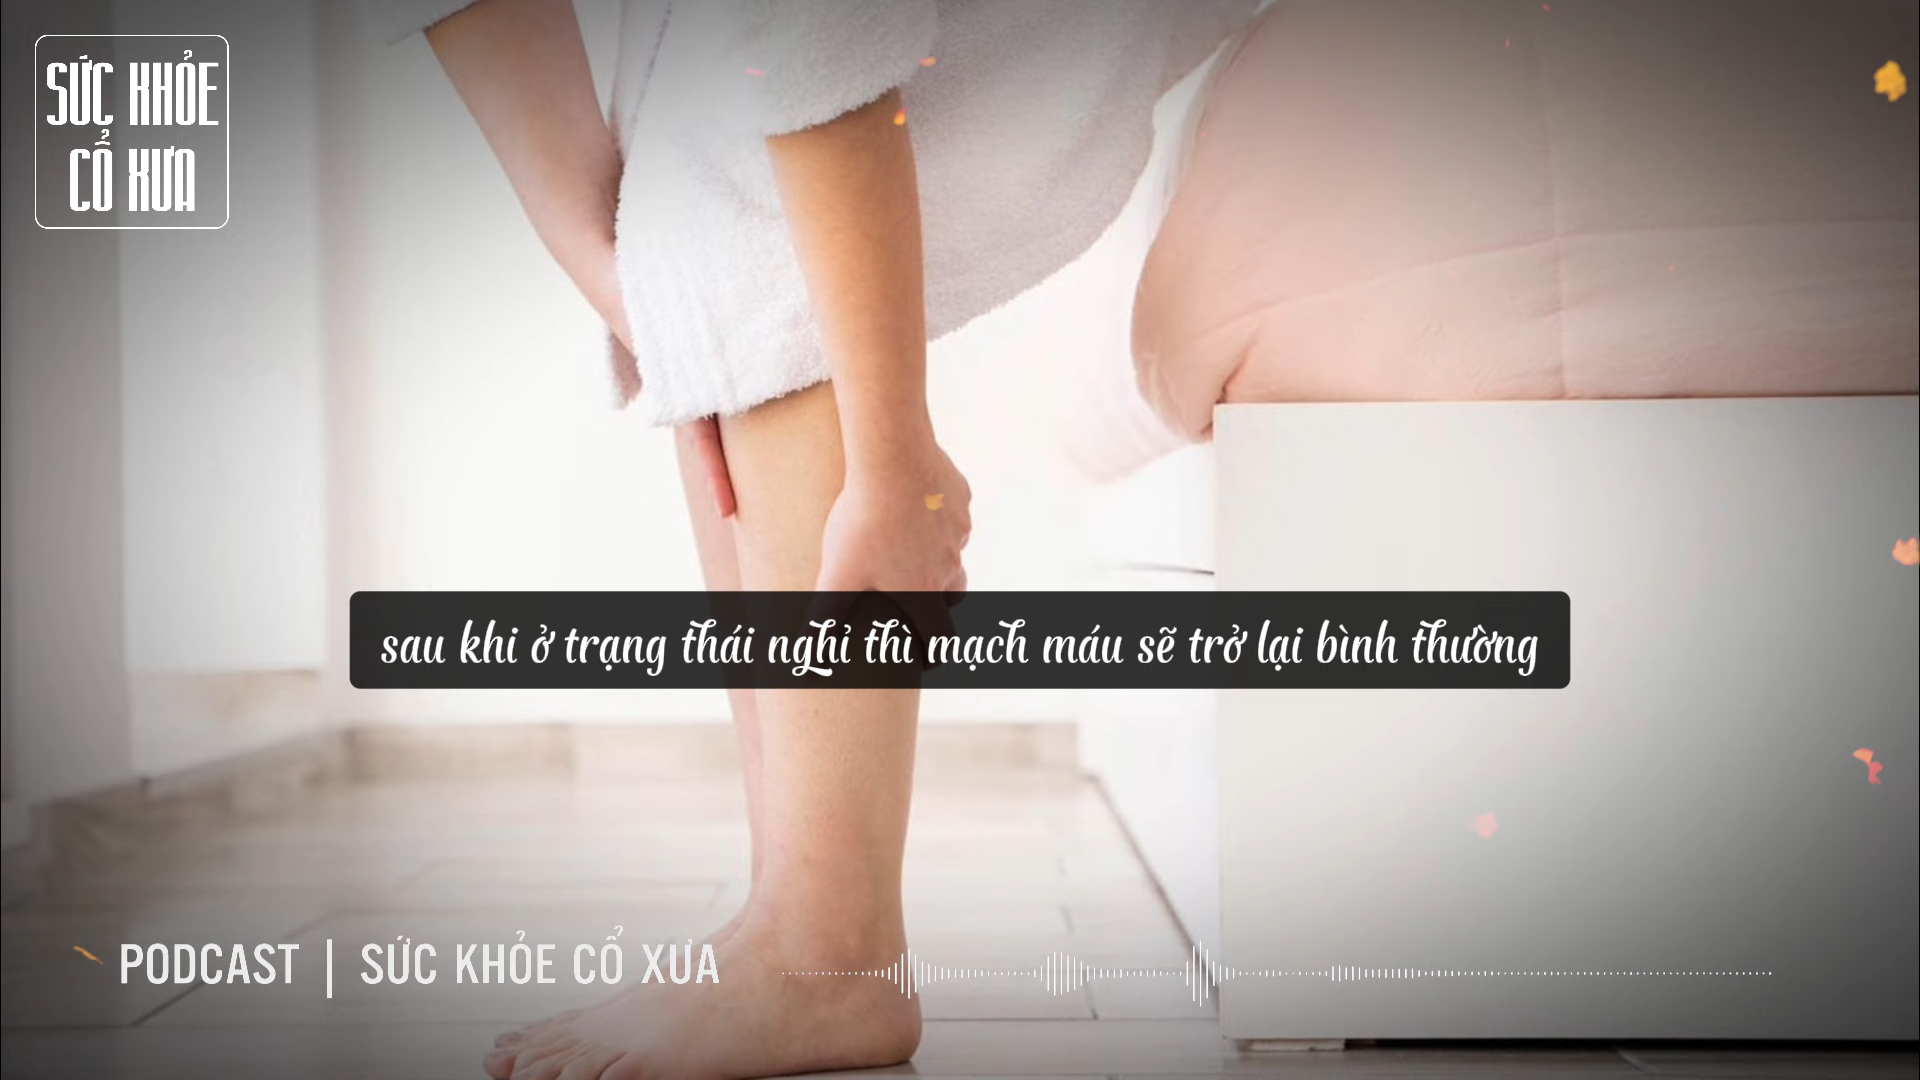 SỨC KHỎE
CỔ XƯA
sau khi ở trạng thái nghỉ thì mạch máu sẽ trở lại bình thường
PODCAST | SỨC KHỎE CỔ XƯA